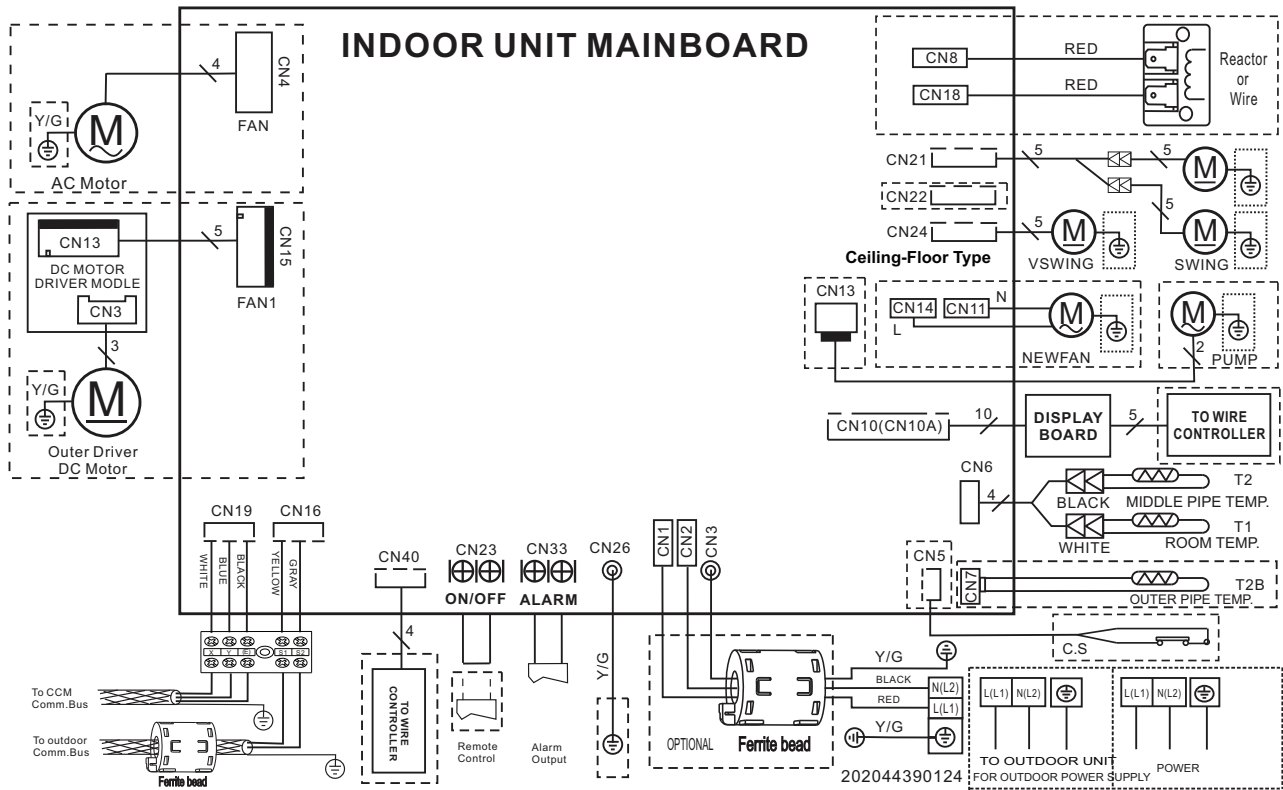 INDOOR UNIT MAINBOARD
4
CN4
FAN
Y/G
M
AC Motor
CN13
DC MOTOR
DRIVER MODLE
CN3
5
CN15
FAN1
3
Y/G
M
Outer Driver
DC Motor
CN8
RED
CN18
RED
Reactor
or
Wire
CN21
5
5
M
CN22
5
CN24
5
M
M
Ceiling-Floor Type
VSWING
SWING
CN13
CN14
CN11
N
L
M
NEWFAN
M
2
PUMP
CN10(CN10A)
10
DISPLAY
BOARD
5
TO WIRE
CONTROLLER
CN6
4
BLACK
T2
MIDDLE PIPE TEMP.
WHITE
T1
ROOM TEMP.
CN5
CN7
T2B
OUTER PIPE TEMP.
C.S
CN19
CN16
WHITE
BLUE
BLACK
YELLOW
GRAY
X
Y
(E)
S1
S2
To CCM
Comm.Bus
To outdoor
Comm.Bus
Ferrite bead
CN40
4
TO WIRE
CONTROLLER
CN23
ON/OFF
Remote
Control
CN33
ALARM
Alarm
Output
CN26
Y/G
CN1
CN2
CN3
OPTIONAL
Ferrite bead
Y/G
BLACK
RED
Y/G
N(L2)
L(L1)
202044390124
L(L1)
N(L2)
TO OUTDOOR UNIT
FOR OUTDOOR POWER SUPPLY
L(L1)
N(L2)
POWER